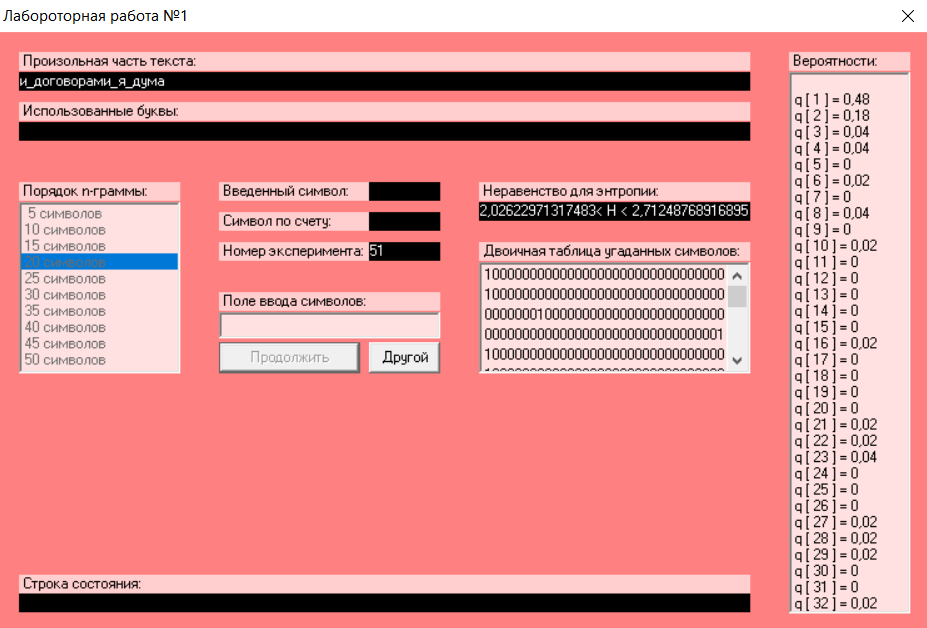 Лабороторная работа №1
Произольная часть текста:
и_договорами_я_дума
Использованные буквы:
Порядок n-граммы:
5 символов
10 символов
15 символов
20 символов
25 символов
30 символов
35 символов
40 символов
45 символов
50 символов
Введенный символ:
Символ по счету:
Номер эксперимента: 51
Поле ввода символов:
Продолжить
Другой
Неравенство для энтропии:
2,02622971317483< H < 2,71248768916895
Двоичная таблица угаданных символов:
10000000000000000000000000000000
10000000000000000000000000000000
00000001000000000000000000000000
00000000000000000000000000000001
10000000000000000000000000000000
Вероятности:
q [ 1 ] = 0,48
q [ 2 ] = 0,18
q [ 3 ] = 0,04
q [ 4 ] = 0,04
q [ 5 ] = 0
q [ 6 ] = 0,02
q [ 7 ] = 0
q [ 8 ] = 0,04
q [ 9 ] = 0
q [ 10 ] = 0,02
q [ 11 ] = 0
q [ 12 ] = 0
q [ 13 ] = 0
q [ 14 ] = 0
q [ 15 ] = 0
q [ 16 ] = 0,02
q [ 17 ] = 0
q [ 18 ] = 0
q [ 19 ] = 0
q [ 20 ] = 0
q [ 21 ] = 0,02
q [ 22 ] = 0,02
q [ 23 ] = 0,04
q [ 24 ] = 0
q [ 25 ] = 0
q [ 26 ] = 0
q [ 27 ] = 0,02
q [ 28 ] = 0,02
q [ 29 ] = 0,02
q [ 30 ] = 0
q [ 31 ] = 0
q [ 32 ] = 0,02
Строка состояния: